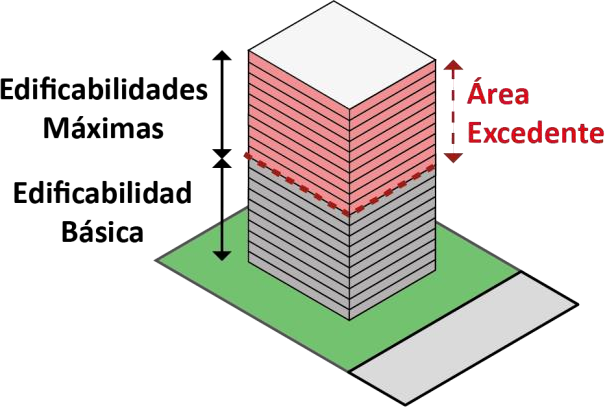 Edificabilidades
Máximas
Área
Excedente
Edificabilidad
Básica